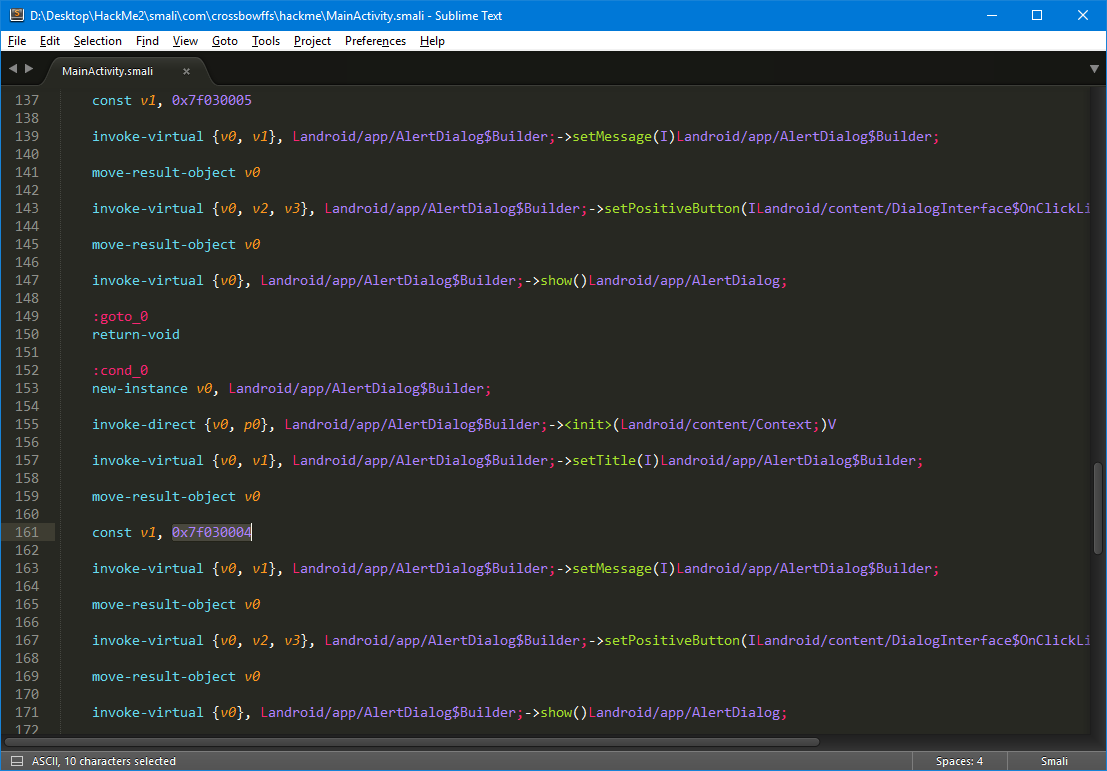 D:\Desktop\HackMe2\smali\com\crossbowffs\hackme\MainActivity.smali - Sublime Text
File Edit Selection Find View Goto Tools Project Preferences Help
MainActivity.smali ×
137 const v1, 0x7f030005
138
139 invoke-virtual {v0, v1}, Landroid/app/AlertDialog$Builder;->setMessage(I)Landroid/app/AlertDialog$Builder;
140
141 move-result-object v0
142
143 invoke-virtual {v0, v2, v3}, Landroid/app/AlertDialog$Builder;->setPositiveButton(ILandroid/content/DialogInterface$OnClickLi
144
145 move-result-object v0
146
147 invoke-virtual {v0}, Landroid/app/AlertDialog$Builder;->show()Landroid/app/AlertDialog;
148
149 :goto_0
150 return-void
151
152 :cond_0
153 new-instance v0, Landroid/app/AlertDialog$Builder;
154
155 invoke-direct {v0, p0}, Landroid/app/AlertDialog$Builder;-><init>(Landroid/content/Context;)V
156
157 invoke-virtual {v0, v1}, Landroid/app/AlertDialog$Builder;->setTitle(I)Landroid/app/AlertDialog$Builder;
158
159 move-result-object v0
160
161 const v1, 0x7f030004
162
163 invoke-virtual {v0, v1}, Landroid/app/AlertDialog$Builder;->setMessage(I)Landroid/app/AlertDialog$Builder;
164
165 move-result-object v0
166
167 invoke-virtual {v0, v2, v3}, Landroid/app/AlertDialog$Builder;->setPositiveButton(ILandroid/content/DialogInterface$OnClickLi
168
169 move-result-object v0
170
171 invoke-virtual {v0}, Landroid/app/AlertDialog$Builder;->show()Landroid/app/AlertDialog;
172
ASCII, 10 characters selected Spaces: 4 Smali